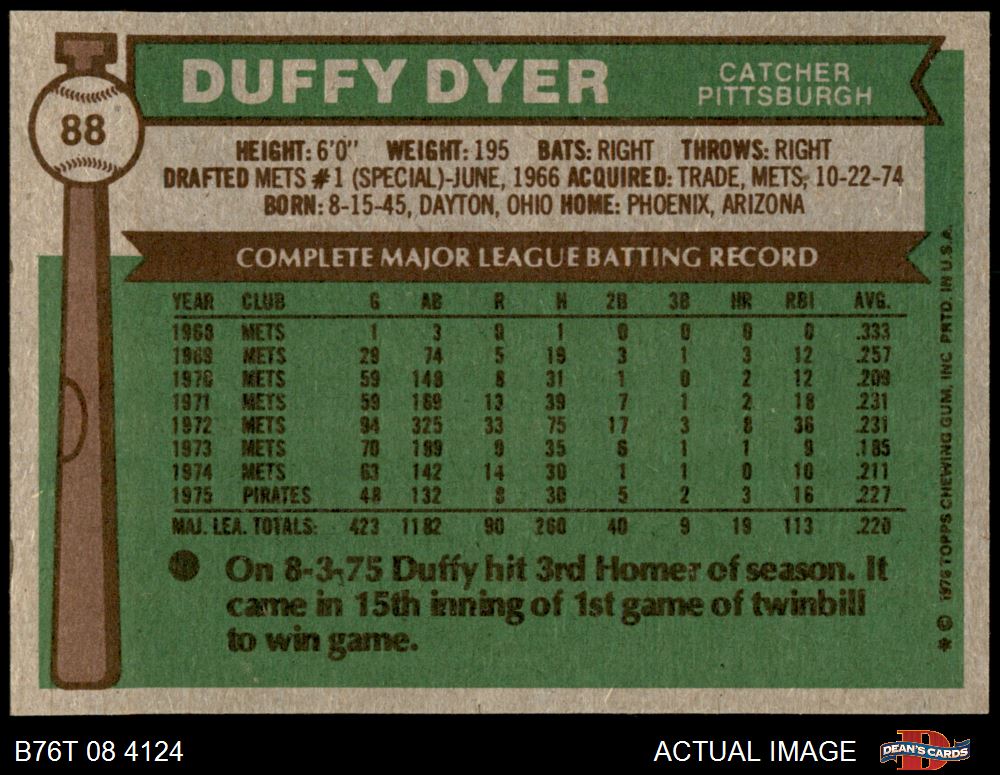 88
DUFFY DYER
CATCHER
PITTSBURGH
HEIGHT: 6'0" WEIGHT: 195 BATS: RIGHT THROWS: RIGHT
DRAFTED METS #1 (SPECIAL)-JUNE, 1966 ACQUIRED: TRADE, METS, 10-22-74
BORN: 8-15-45, DAYTON, OHIO HOME: PHOENIX, ARIZONA
COMPLETE MAJOR LEAGUE BATTING RECORD
YEAR CLUB G AB R H 2B 3B HR RBI AVG.
1968 METS 1 3 0 1 0 0 0 0 .333
1969 METS 29 74 5 19 3 1 3 12 .257
1970 METS 59 148 8 31 1 0 2 12 .209
1971 METS 59 169 13 39 7 1 2 18 .231
1972 METS 94 325 33 75 17 3 8 36 .231
1973 METS 70 189 9 35 6 1 1 9 .185
1974 METS 63 142 14 30 1 1 0 10 .211
1975 PIRATES 48 132 8 30 5 2 3 16 .227
MAJ. LEA. TOTALS: 423 1182 90 260 40 9 19 113 .220
On 8-3-75 Duffy hit 3rd Homer of season. It
came in 15th inning of 1st game of twinbill
to win game.
* © 1976 TOPPS CHEWING GUM, INC. PRTD. IN U.S.A.
B76T 08 4124
ACTUAL IMAGE
DEAN'S CARDS